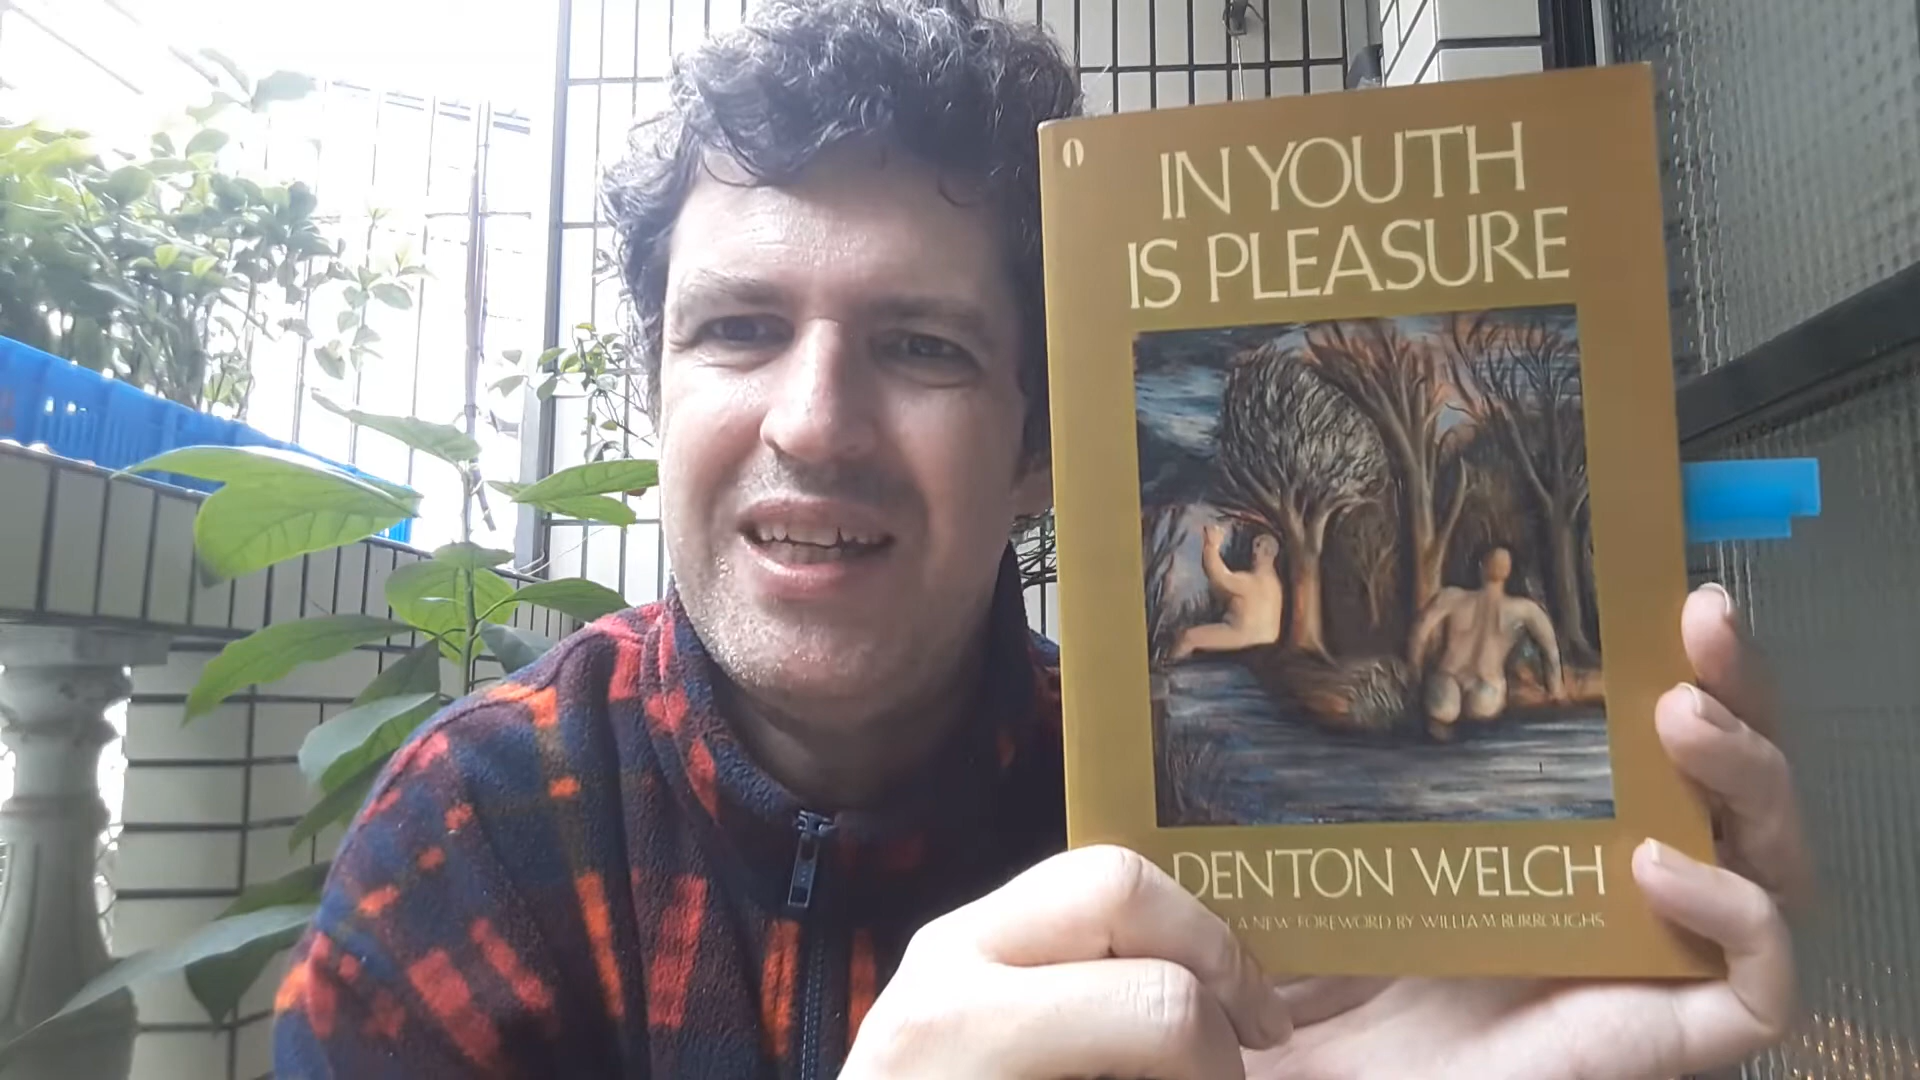 IN YOUTH
IS PLEASURE
DENTON WELCH
A NEW FOREWORD BY WILLIAM BURROUGHS